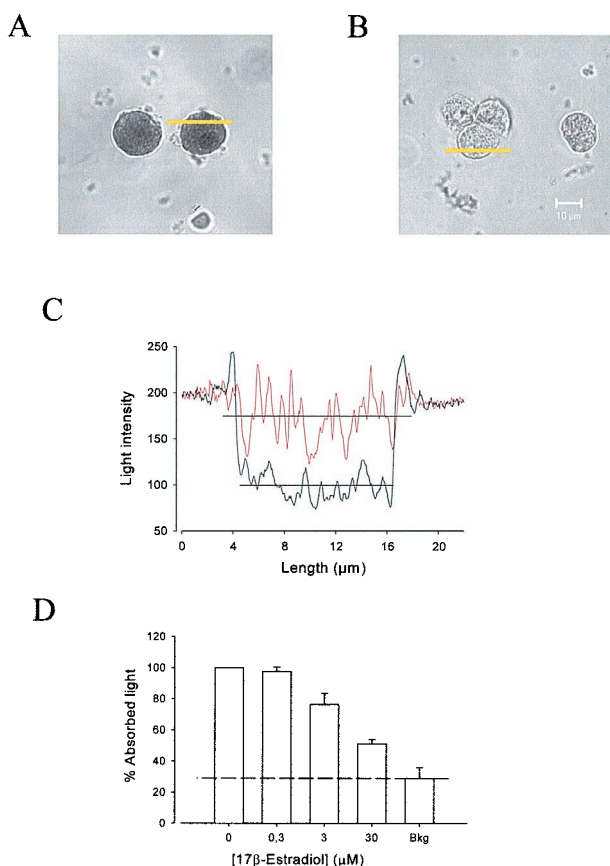 A
B
10 µm
C
250
200
150
100
50
Light intensity
0 4 8 12 16 20
Length (µm)
D
120
100
80
60
40
20
0
% Absorbed light
0 0,3 3 30 Bkg
[17β-Estradiol] (µM)